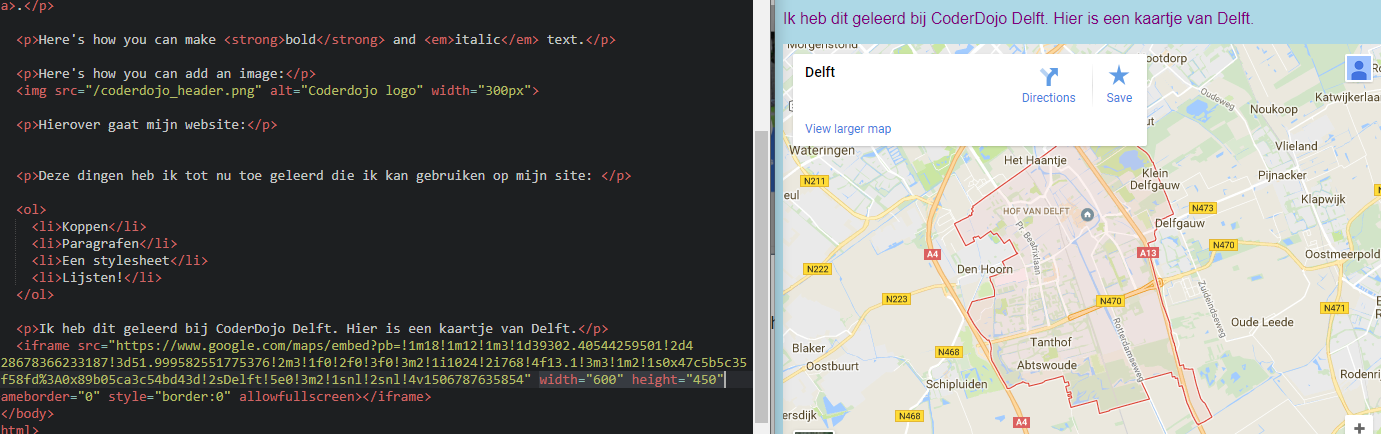 a>.</p>
<p>Here's how you can make <strong>bold</strong> and <em>italic</em> text.</p>
<p>Here's how you can add an image:</p>
<img src="/coderdojo_header.png" alt="Coderdojo logo" width="300px">
<p>Hierover gaat mijn website:</p>
<p>Deze dingen heb ik tot nu toe geleerd die ik kan gebruiken op mijn site: </p>
<ol>
<li>Koppen</li>
<li>Paragrafen</li>
<li>Een stylesheet</li>
<li>Lijsten!</li>
</ol>
<p>Ik heb dit geleerd bij CoderDojo Delft. Hier is een kaartje van Delft.</p>
<iframe src="https://www.google.com/maps/embed?pb=!1m18!1m12!1m3!1d39302.40544259501!2d4
28678366233187!3d51.999582551775376!2m3!1f0!2f0!3f0!3m2!1i1024!2i768!4f13.1!3m3!1m2!1s0x47c5b5c35
f58fd%3A0x89b05ca3c54bd43d!2sDelft!5e0!3m2!1snl!2snl!4v1506787635854" width="600" height="450"
ameborder="0" style="border:0" allowfullscreen></iframe>
</body>
html>
Ik heb dit geleerd bij CoderDojo Delft. Hier is een kaartje van Delft.
Morgenstond
Delft
Directions
Save
View larger map
ootdorp
Oudeweg
Noukoop
Katwijkerlaa
Vlieland
ut
Wateringen
Het Haantje
Klein
Delfgauw
Pijnacker
Kleihoogt
N211
eul
HOF VAN DELFT
Pr. Beatrixlaan
N473
Delfgauw
N470
A4
A13
Oostmeerpolder
N222
Den Hoorn
N223
N470
N471
Zuideindseweg
Oude Leede
Rotterdamseweg
Tanthof
Abtswoude
Blaker
Oostbuurt
N468
Schipluiden
ersdijk
N468
A4